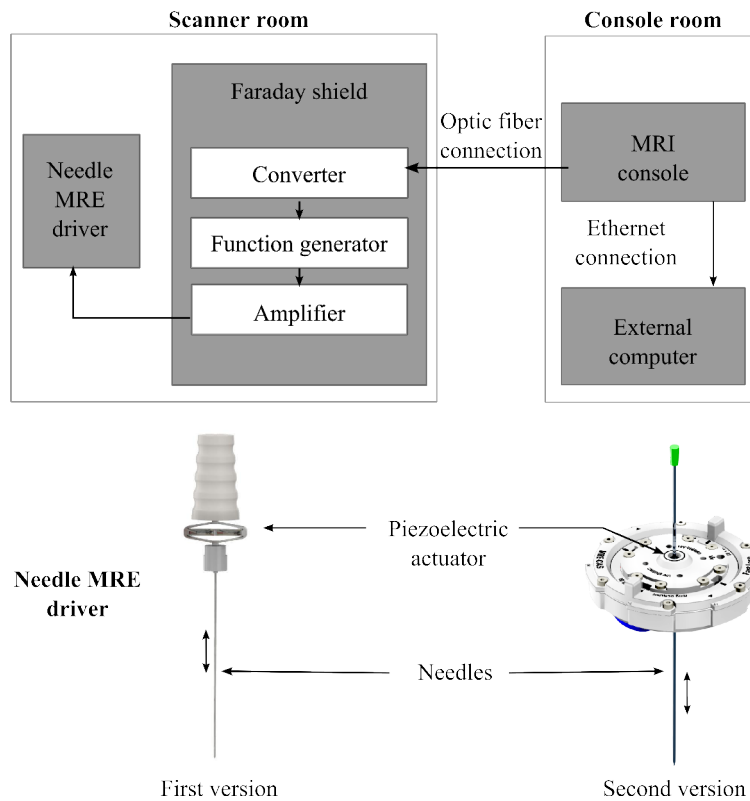 Scanner room
Console room
Faraday shield
Needle
MRE
driver
Converter
Function generator
Amplifier
Optic fiber
connection
MRI
console
Ethernet
connection
External
computer
Piezoelectric
actuator
Needle MRE
driver
Needles
First version
Second version